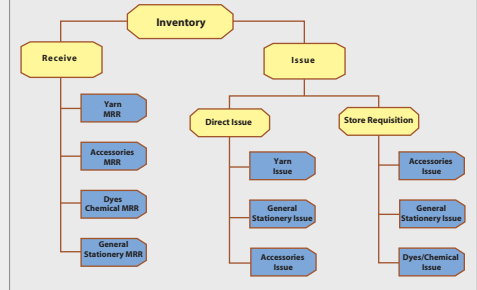 Inventory
Receive
Issue
Yarn
MRR
Accessories
MRR
Dyes
Chemical MRR
General
Stationery MRR
Direct Issue
Yarn
Issue
General
Stationery Issue
Accessories
Issue
Store Requisition
Accessories
Issue
General
Stationery Issue
Dyes/Chemical
Issue